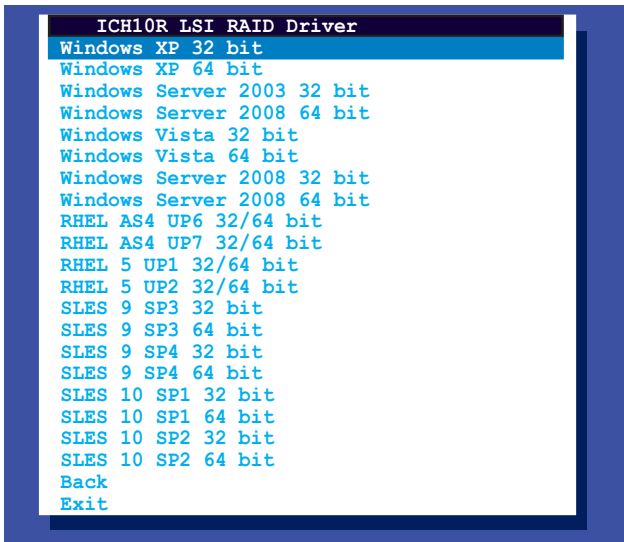 ICH10R LSI RAID Driver
Windows XP 32 bit
Windows XP 64 bit
Windows Server 2003 32 bit
Windows Server 2008 64 bit
Windows Vista 32 bit
Windows Vista 64 bit
Windows Server 2008 32 bit
Windows Server 2008 64 bit
RHEL AS4 UP6 32/64 bit
RHEL AS4 UP7 32/64 bit
RHEL 5 UP1 32/64 bit
RHEL 5 UP2 32/64 bit
SLES 9 SP3 32 bit
SLES 9 SP3 64 bit
SLES 9 SP4 32 bit
SLES 9 SP4 64 bit
SLES 10 SP1 32 bit
SLES 10 SP1 64 bit
SLES 10 SP2 32 bit
SLES 10 SP2 64 bit
Back
Exit